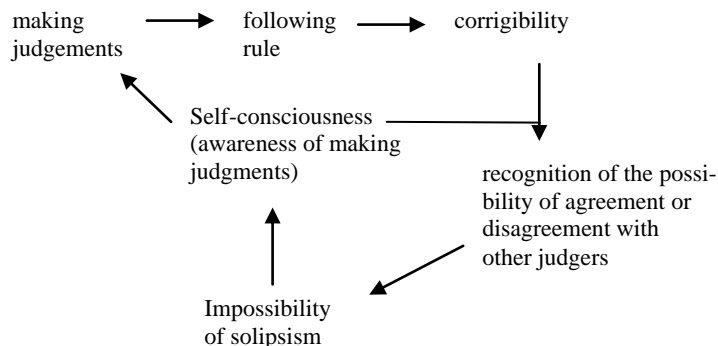 making
judgements
following
rule
corrigibility
Self-consciousness
(awareness of making
judgments)
recognition of the possi-
bility of agreement or
disagreement with
other judgers
Impossibility
of solipsism